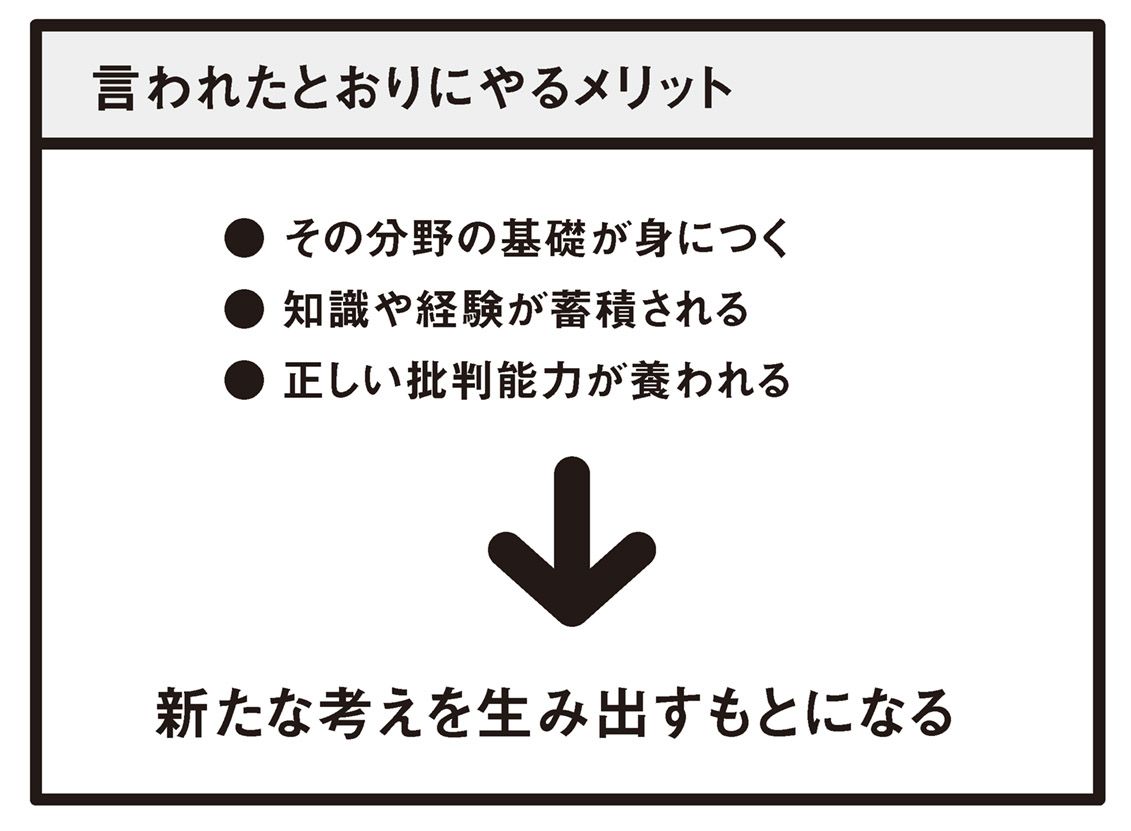 言われたとおりにやるメリット
● その分野の基礎が身につく
● 知識や経験が蓄積される
● 正しい批判能力が養われる
新たな考えを生み出すもとになる